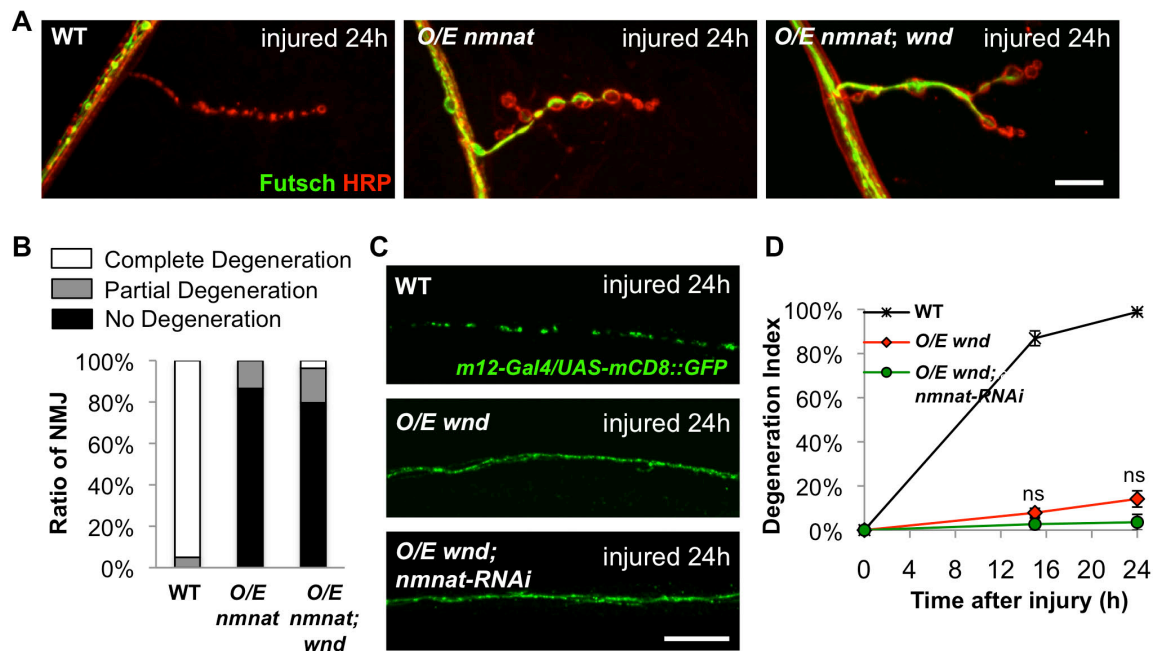 A
WT
injured 24h
Futsch HRP
O/E nmnat
injured 24h
O/E nmnat; wnd
injured 24h
B
Complete Degeneration
Partial Degeneration
No Degeneration
Ratio of NMJ
100%
80%
60%
40%
20%
0%
WT
O/E
nmnat
O/E
nmnat;
wnd
C
WT
injured 24h
m12-Gal4/UAS-mCD8::GFP
O/E wnd
injured 24h
O/E wnd;
nmnat-RNAi
injured 24h
D
Degeneration Index
100%
80%
60%
40%
20%
0%
WT
O/E wnd
O/E wnd;
nmnat-RNAi
ns
ns
0 4 8 12 16 20 24
Time after injury (h)